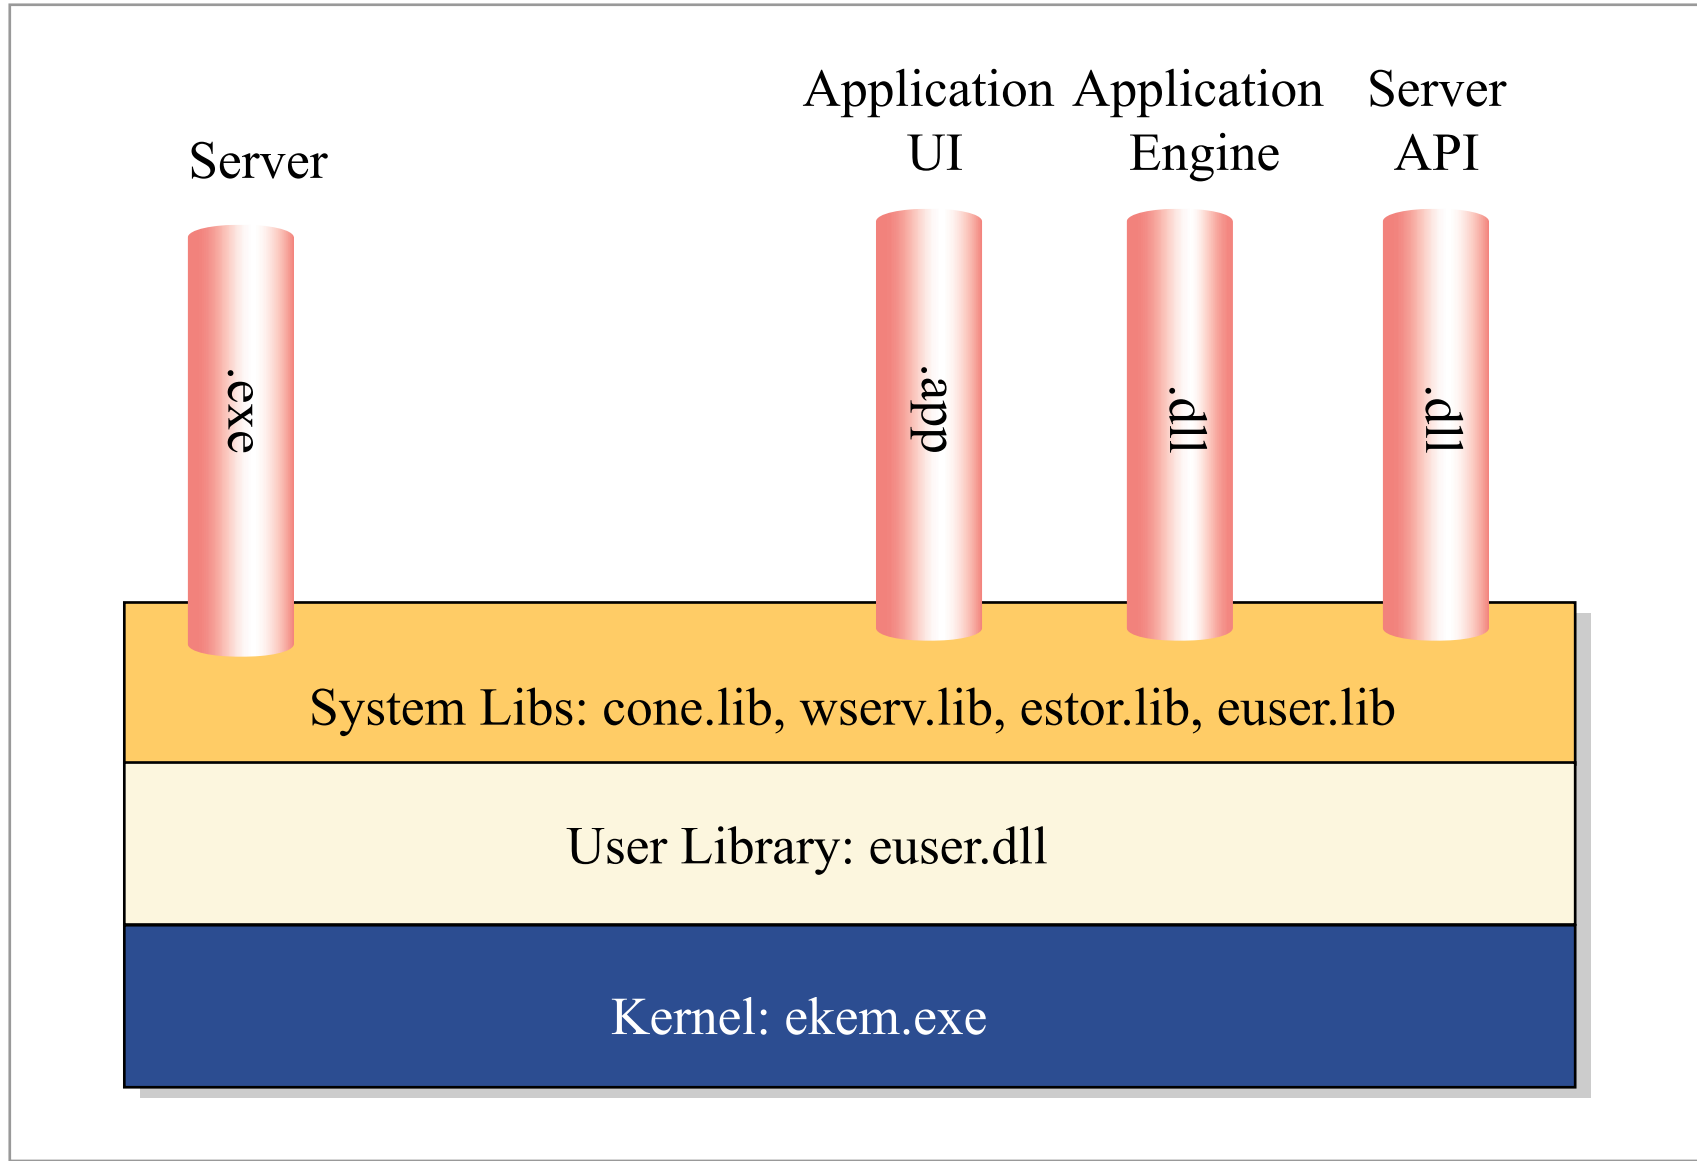 Server
Application UI
Application Engine
Server API
.exe
.app
.dll
.dll
System Libs: cone.lib, wserv.lib, estor.lib, euser.lib
User Library: euser.dll
Kernel: ekem.exe